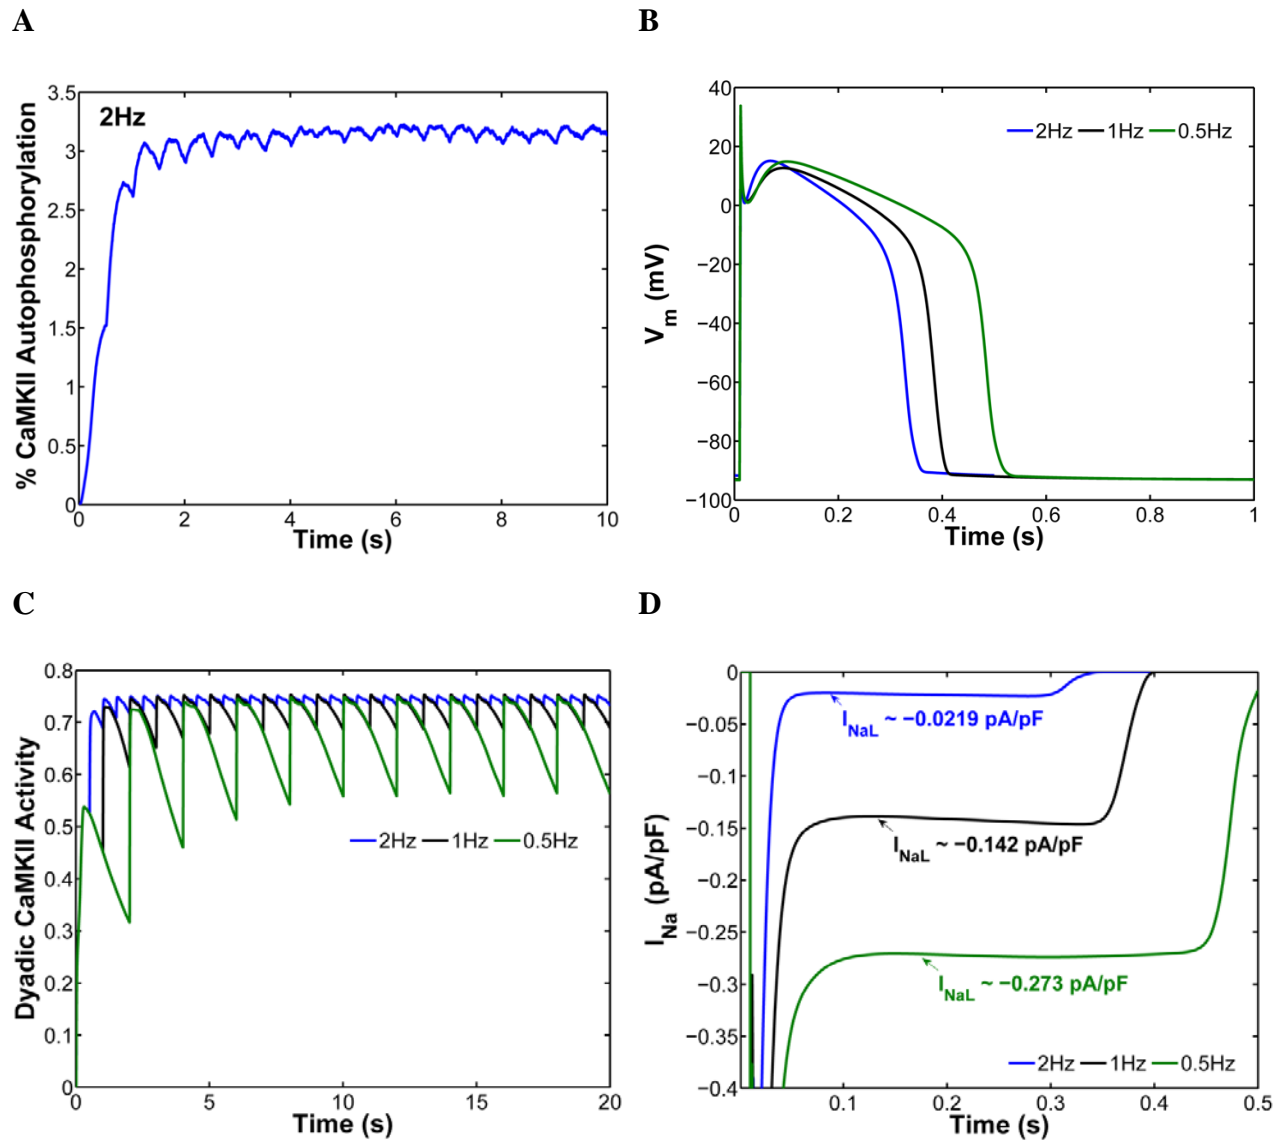 A
B
% CaMKII Autophosphorylation
3.5
3
2.5
2
1.5
1
0.5
0
2Hz
0 2 4 6 8 10
Time (s)
Vm (mV)
40
20
0
−20
−40
−60
−80
−100
2Hz 1Hz 0.5Hz
0 0.2 0.4 0.6 0.8 1
Time (s)
C
D
Dyadic CaMKII Activity
0.8
0.7
0.6
0.5
0.4
0.3
0.2
0.1
0
2Hz 1Hz 0.5Hz
0 5 10 15 20
Time (s)
INa (pA/pF)
0
−0.05
−0.1
−0.15
−0.2
−0.25
−0.3
−0.35
−0.4
INaL ~ −0.0219 pA/pF
INaL ~ −0.142 pA/pF
INaL ~ −0.273 pA/pF
2Hz 1Hz 0.5Hz
0.1 0.2 0.3 0.4 0.5
Time (s)